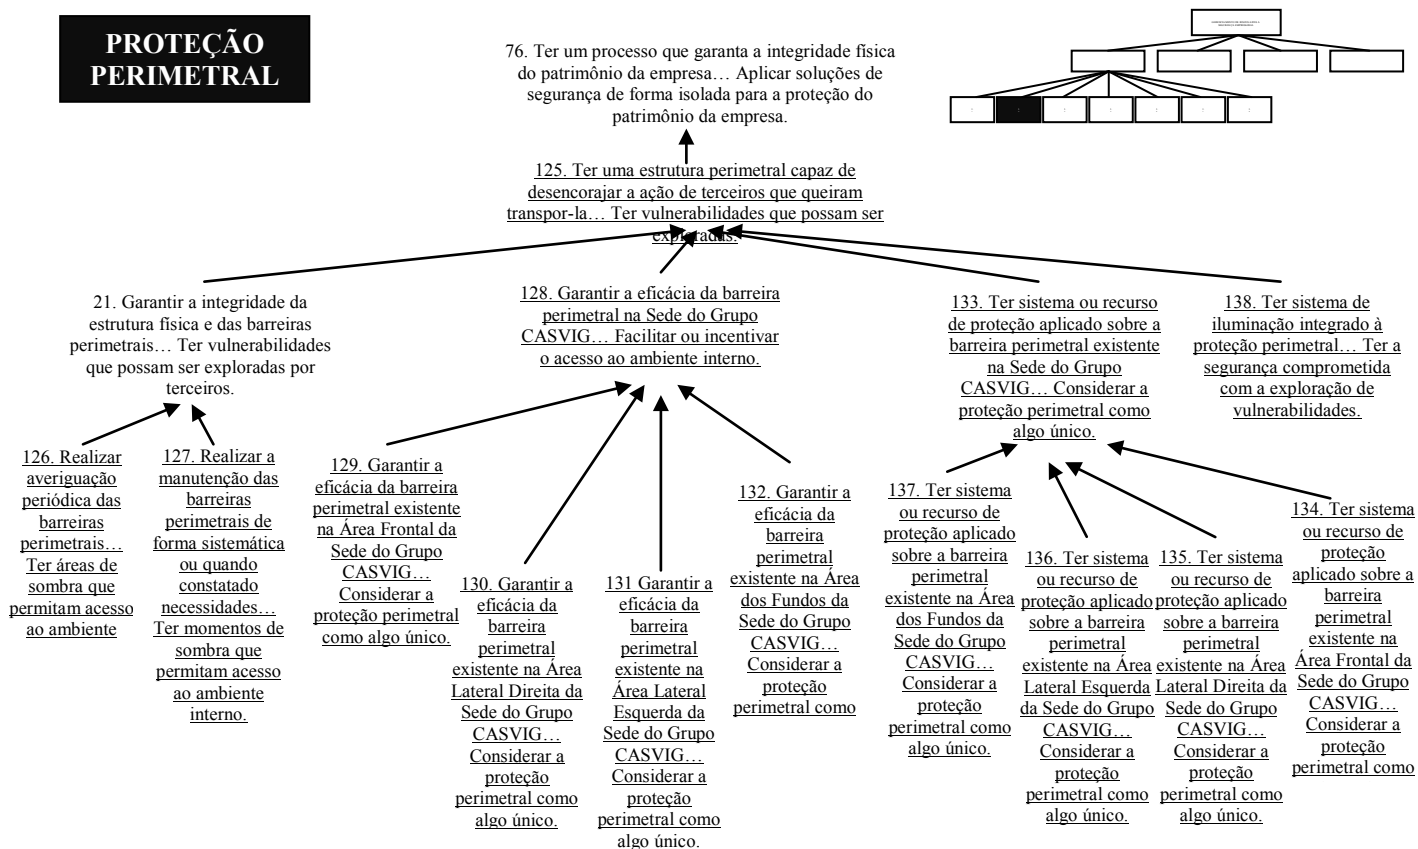 PROTEÇÃO
PERIMETRAL
76. Ter um processo que garanta a integridade física
do patrimônio da empresa… Aplicar soluções de
segurança de forma isolada para a proteção do
patrimônio da empresa.
125. Ter uma estrutura perimetral capaz de
desencorajar a ação de terceiros que queiram
transpor-la… Ter vulnerabilidades que possam ser
exploradas.
21. Garantir a integridade da
estrutura física e das barreiras
perimetrais… Ter vulnerabilidades
que possam ser exploradas por
terceiros.
128. Garantir a eficácia da barreira
perimetral na Sede do Grupo
CASVIG… Facilitar ou incentivar
o acesso ao ambiente interno.
133. Ter sistema ou recurso
de proteção aplicado sobre a
barreira perimetral existente
na Sede do Grupo
CASVIG… Considerar a
proteção perimetral como
algo único.
138. Ter sistema de
iluminação integrado à
proteção perimetral… Ter a
segurança comprometida
com a exploração de
vulnerabilidades.
126. Realizar
averiguação
periódica das
barreiras
perimetrais…
Ter áreas de
sombra que
permitam acesso
ao ambiente
127. Realizar a
manutenção das
barreiras
perimetrais de
forma sistemática
ou quando
constatado
necessidades…
Ter momentos de
sombra que
permitam acesso
ao ambiente
interno.
129. Garantir a
eficácia da barreira
perimetral existente
na Área Frontal da
Sede do Grupo
CASVIG…
Considerar a
proteção perimetral
como algo único.
130. Garantir a
eficácia da
barreira
perimetral
existente na Área
Lateral Direita da
Sede do Grupo
CASVIG…
Considerar a
proteção
perimetral como
algo único.
131 Garantir a
eficácia da
barreira
perimetral
existente na
Área Lateral
Esquerda da
Sede do Grupo
CASVIG…
Considerar a
proteção
perimetral como
algo único.
132. Garantir a
eficácia da
barreira
perimetral
existente na Área
dos Fundos da
Sede do Grupo
CASVIG…
Considerar a
proteção
perimetral como
137. Ter sistema
ou recurso de
proteção aplicado
sobre a barreira
perimetral
existente na Área
dos Fundos da
Sede do Grupo
CASVIG…
Considerar a
proteção
perimetral como
algo único.
136. Ter sistema
ou recurso de
proteção aplicado
sobre a barreira
perimetral
existente na Área
Lateral Esquerda
da Sede do Grupo
CASVIG…
Considerar a
proteção
perimetral como
algo único.
135. Ter sistema
ou recurso de
proteção aplicado
sobre a barreira
perimetral
existente na Área
Lateral Direita da
Sede do Grupo
CASVIG…
Considerar a
proteção
perimetral como
algo único.
134. Ter sistema
ou recurso de
proteção
aplicado sobre a
barreira
perimetral
existente na
Área Frontal da
Sede do Grupo
CASVIG…
Considerar a
proteção
perimetral como